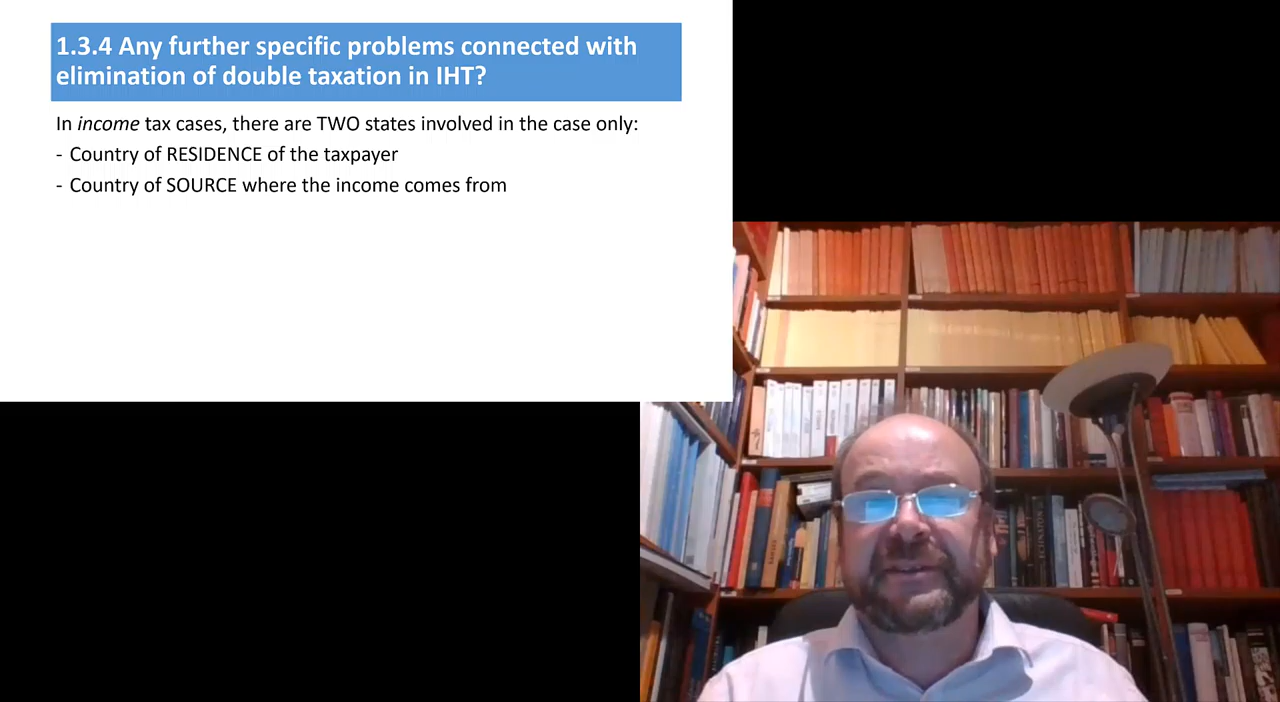 1.3.4 Any further specific problems connected with
elimination of double taxation in IHT?
In income tax cases, there are TWO states involved in the case only:
- Country of RESIDENCE of the taxpayer
- Country of SOURCE where the income comes from
ECHNATON